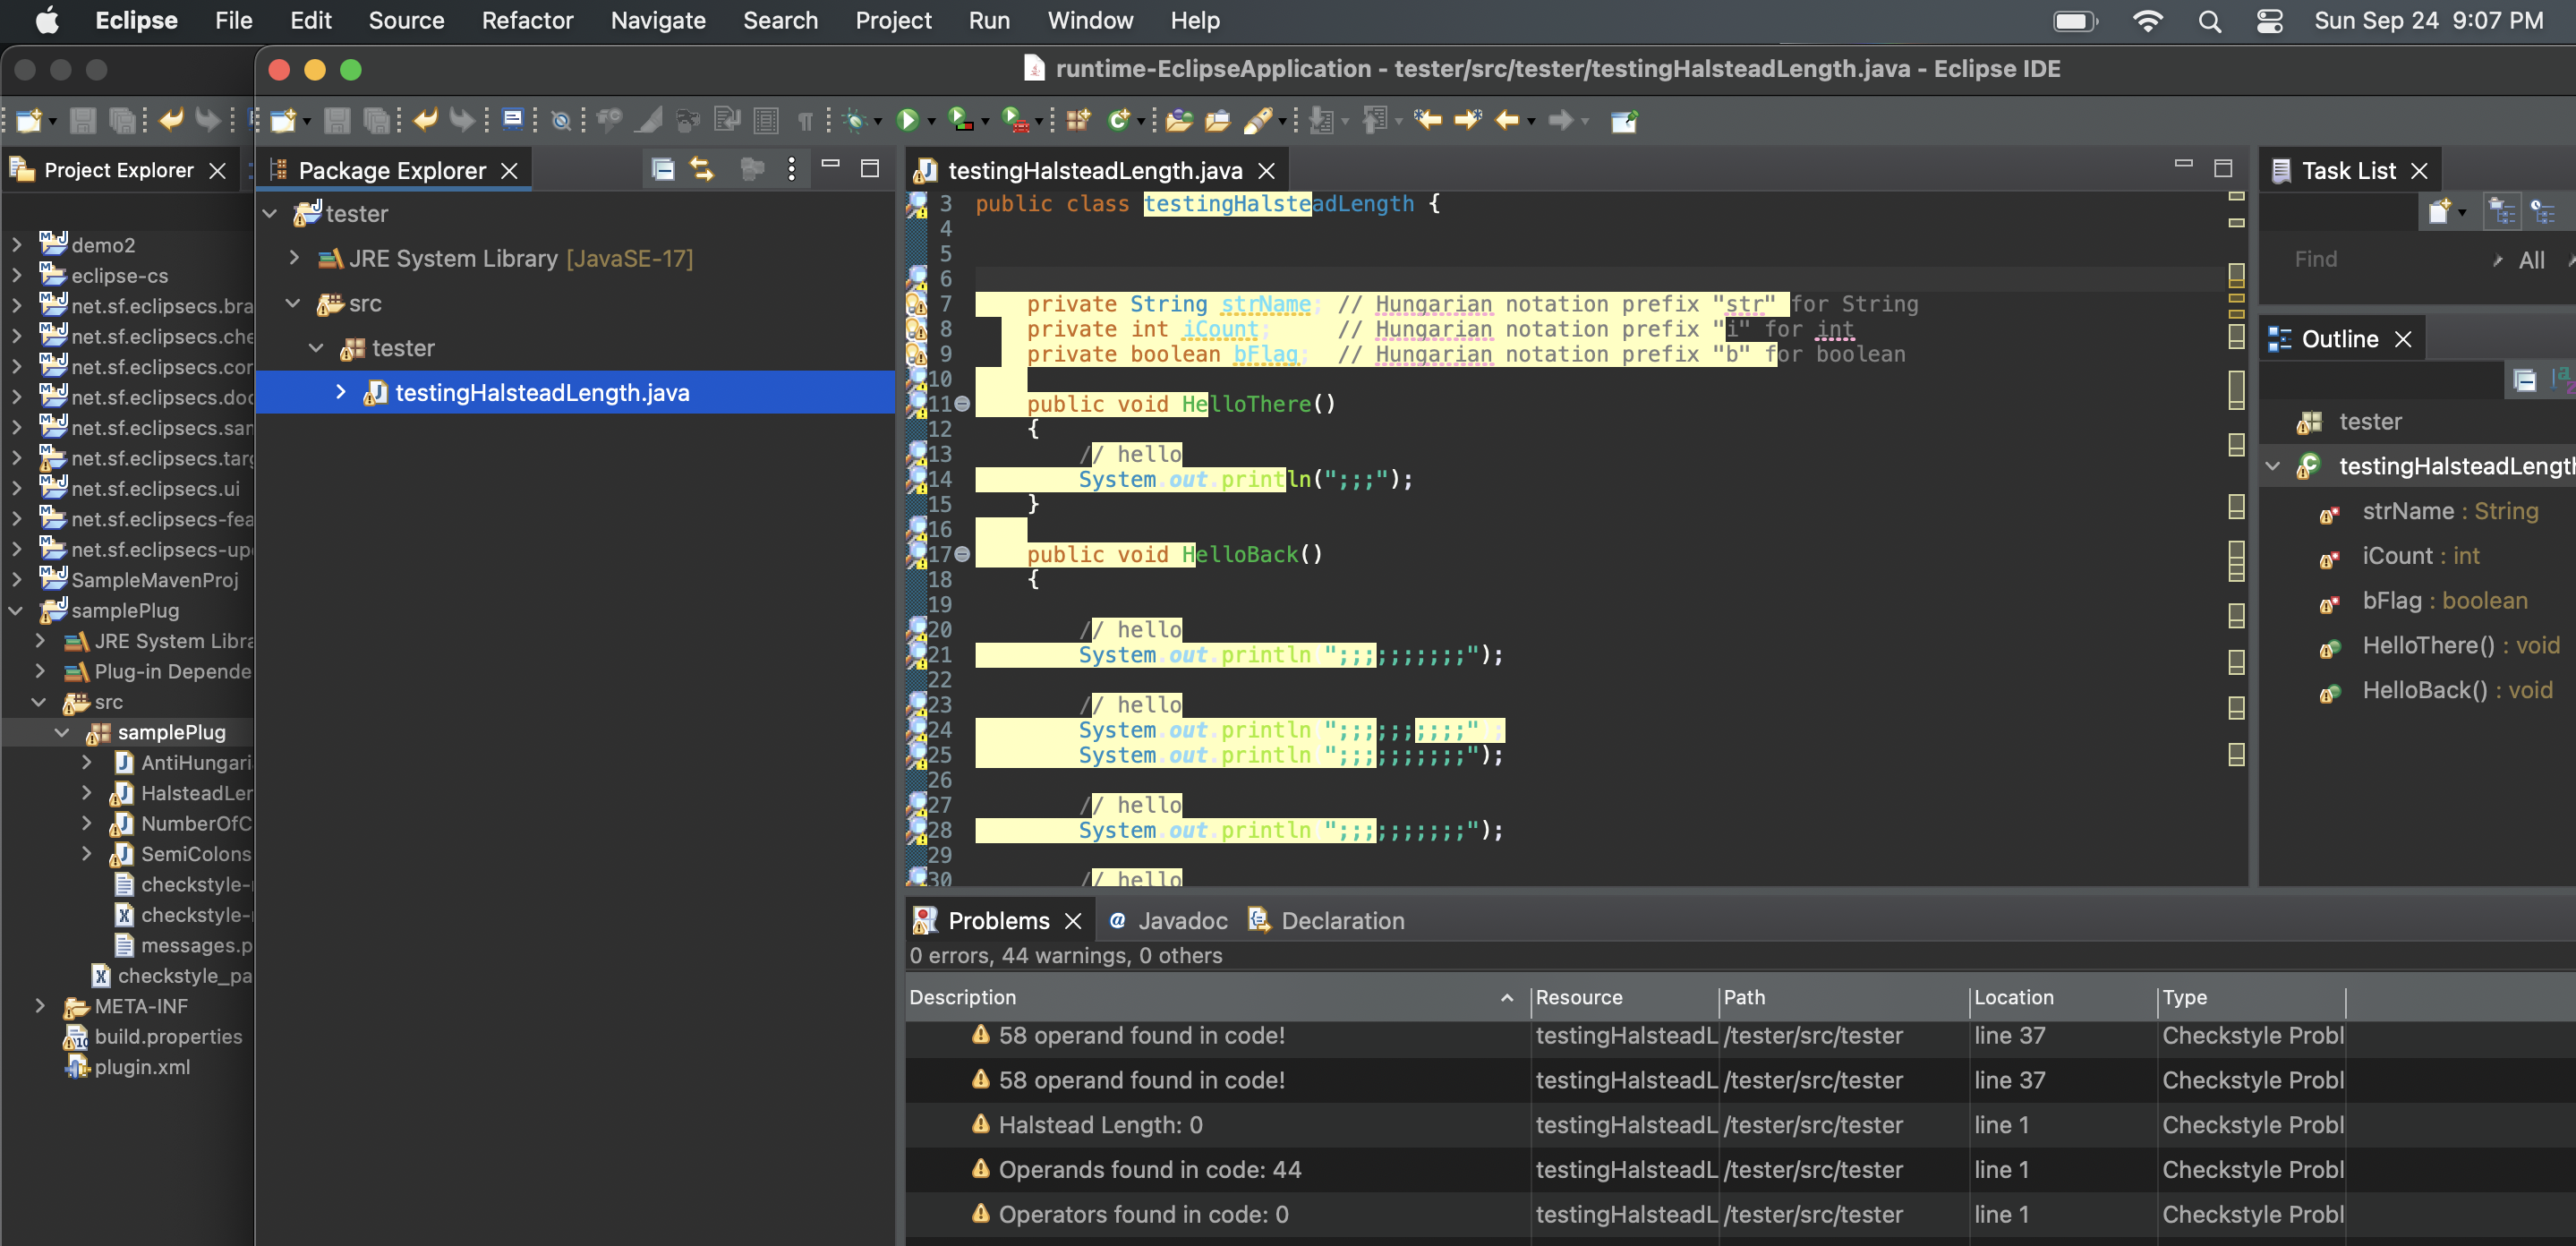 Eclipse File Edit Source Refactor Navigate Search Project Run Window Help Sun Sep 24 9:07 PM
runtime-EclipseApplication - tester/src/tester/testingHalsteadLength.java - Eclipse IDE
Project Explorer
demo2
eclipse-cs
net.sf.eclipsecs.bra
net.sf.eclipsecs.che
net.sf.eclipsecs.cor
net.sf.eclipsecs.doc
net.sf.eclipsecs.sam
net.sf.eclipsecs.targ
net.sf.eclipsecs.ui
net.sf.eclipsecs-fea
net.sf.eclipsecs-upd
SampleMavenProj
samplePlug
JRE System Libra
Plug-in Depende
src
samplePlug
AntiHungari
HalsteadLen
NumberOfC
SemiColons
checkstyle-
checkstyle-
messages.p
checkstyle_pa
META-INF
build.properties
plugin.xml
Package Explorer
tester
JRE System Library [JavaSE-17]
src
tester
testingHalsteadLength.java
testingHalsteadLength.java
3 public class testingHalsteadLength {
4
5
6
7 private String strName; // Hungarian notation prefix "str" for String
8 private int iCount; // Hungarian notation prefix "i" for int
9 private boolean bFlag; // Hungarian notation prefix "b" for boolean
10
11 public void HelloThere()
12 {
13 // hello
14 System.out.println(";;;");
15 }
16
17 public void HelloBack()
18 {
19
20 // hello
21 System.out.println(";;;;;;;;;;");
22
23 // hello
24 System.out.println(";;;;;;;;;;");
25 System.out.println(";;;;;;;;;;");
26
27 // hello
28 System.out.println(";;;;;;;;;;");
29
30 // hello
Task List
Find All
Outline
tester
testingHalsteadLength
strName : String
iCount : int
bFlag : boolean
HelloThere() : void
HelloBack() : void
Problems Javadoc Declaration
0 errors, 44 warnings, 0 others
Description Resource Path Location Type
58 operand found in code! testingHalsteadL /tester/src/tester line 37 Checkstyle Probl
58 operand found in code! testingHalsteadL /tester/src/tester line 37 Checkstyle Probl
Halstead Length: 0 testingHalsteadL /tester/src/tester line 1 Checkstyle Probl
Operands found in code: 44 testingHalsteadL /tester/src/tester line 1 Checkstyle Probl
Operators found in code: 0 testingHalsteadL /tester/src/tester line 1 Checkstyle Probl